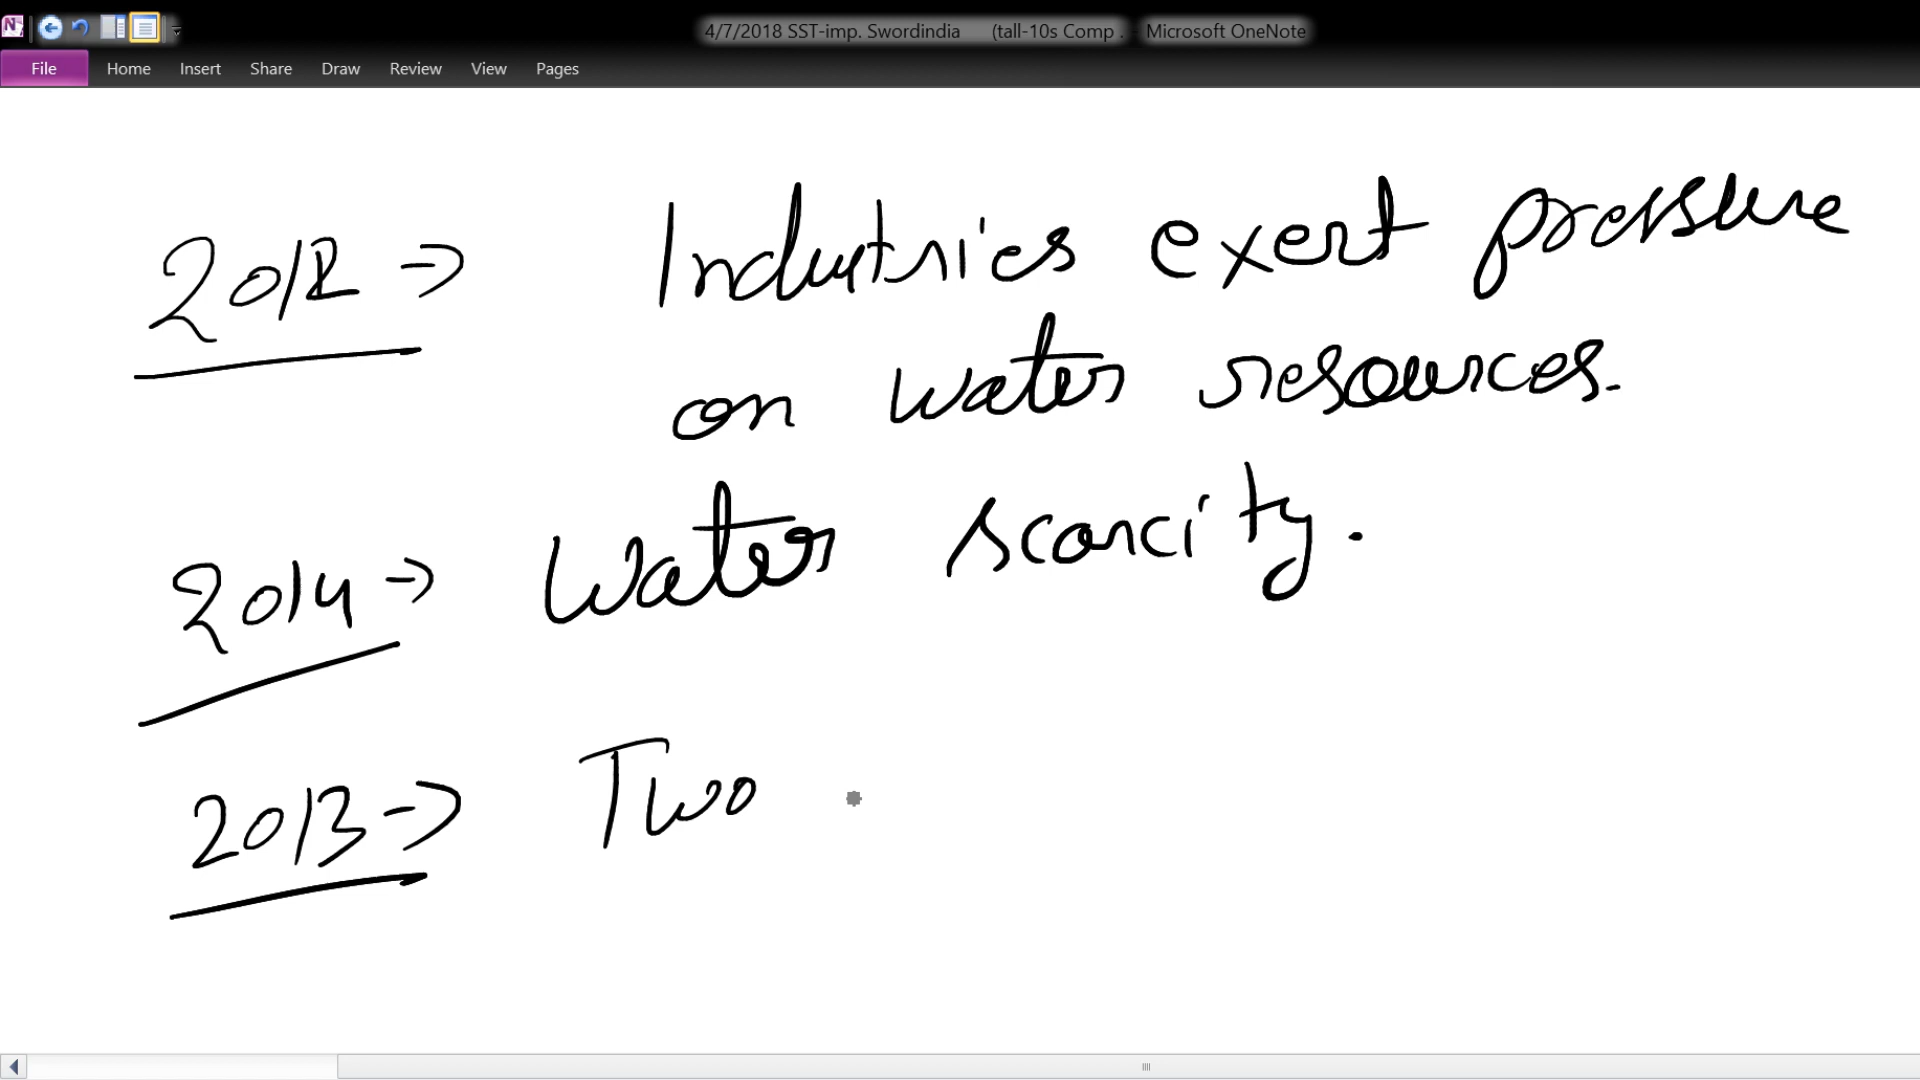 4/7/2018 SST-imp. Swordindia (tall-10s Comp . - Microsoft OneNote
File Home Insert Share Draw Review View Pages
2012 → Industries exert pressure
on water resources.
2014 → Water scarcity.
2013 → Two